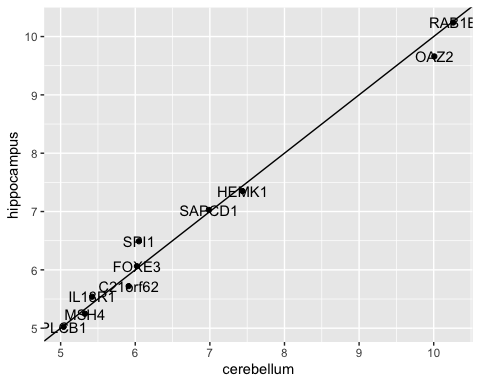 10
9
8
7
6
5
hippocampus
RAB1B
OAZ2
HEMK1
SAPCD1
SPI1
FOXE3
C21orf62
IL18R1
MSH4
PLCB1
5
6
7
8
9
10
cerebellum